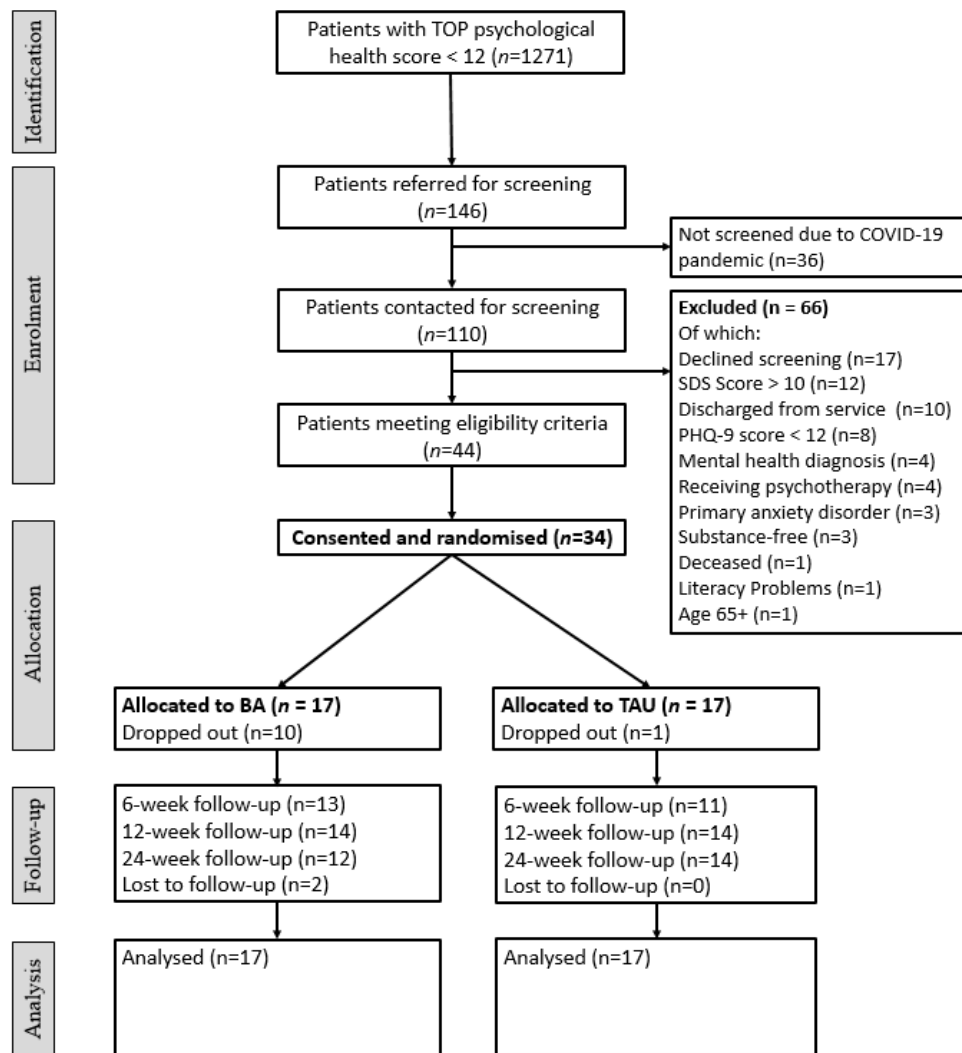 Identification
Patients with TOP psychological
health score < 12 (n=1271)
Enrolment
Patients referred for screening
(n=146)
Not screened due to COVID-19
pandemic (n=36)
Patients contacted for screening
(n=110)
Excluded (n = 66)
Of which:
Declined screening (n=17)
SDS Score > 10 (n=12)
Discharged from service (n=10)
PHQ-9 score < 12 (n=8)
Mental health diagnosis (n=4)
Receiving psychotherapy (n=4)
Primary anxiety disorder (n=3)
Substance-free (n=3)
Deceased (n=1)
Literacy Problems (n=1)
Age 65+ (n=1)
Patients meeting eligibility criteria
(n=44)
Allocation
Consented and randomised (n=34)
Allocated to BA (n = 17)
Dropped out (n=10)
Allocated to TAU (n = 17)
Dropped out (n=1)
Follow-up
6-week follow-up (n=13)
12-week follow-up (n=14)
24-week follow-up (n=12)
Lost to follow-up (n=2)
6-week follow-up (n=11)
12-week follow-up (n=14)
24-week follow-up (n=14)
Lost to follow-up (n=0)
Analysis
Analysed (n=17)
Analysed (n=17)